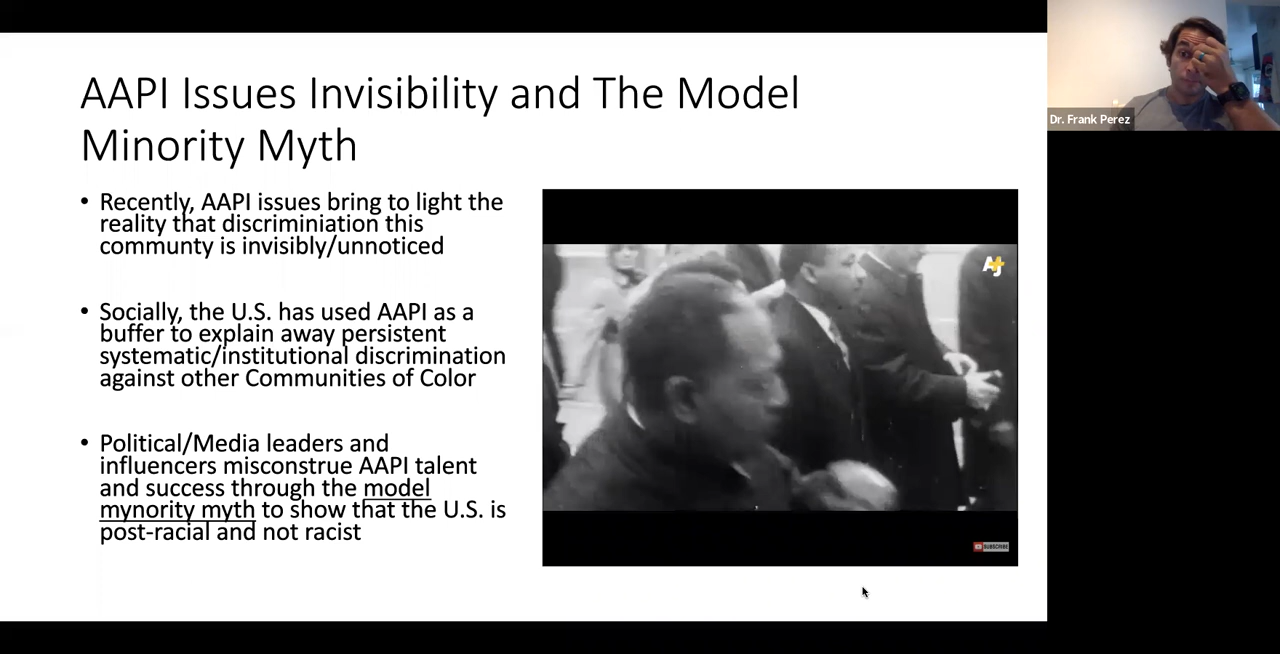 AAPI Issues Invisibility and The Model
Minority Myth
• Recently, AAPI issues bring to light the
reality that discriminiation this
communty is invisibly/unnoticed
• Socially, the U.S. has used AAPI as a
buffer to explain away persistent
systematic/institutional discrimination
against other Communities of Color
• Political/Media leaders and
influencers misconstrue AAPI talent
and success through the model
mynority myth to show that the U.S. is
post-racial and not racist
AJ+
SUBSCRIBE
Dr. Frank Perez